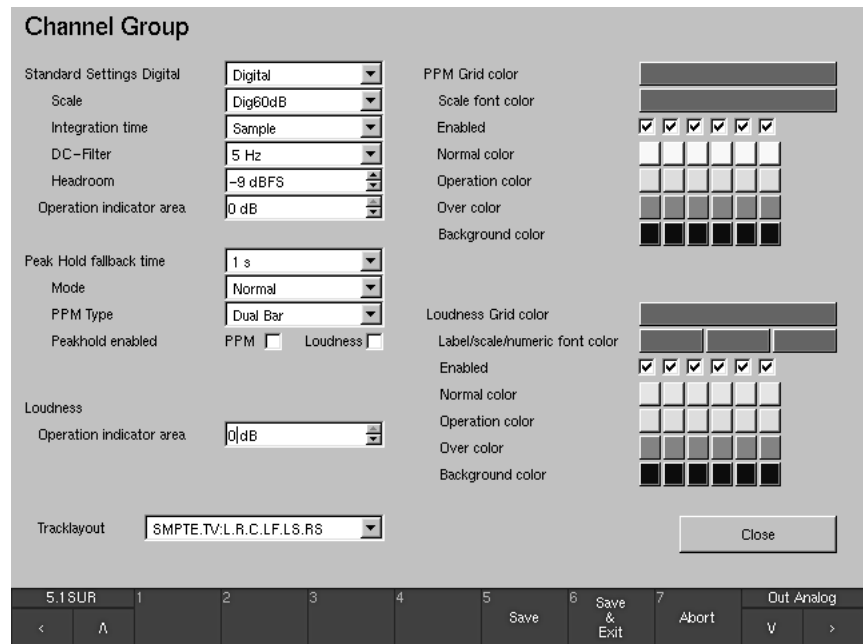 Channel Group
Standard Settings Digital Digital
Scale Dig60dB
Integration time Sample
DC-Filter 5 Hz
Headroom -9 dBFS
Operation indicator area 0 dB
Peak Hold fallback time 1 s
Mode Normal
PPM Type Dual Bar
Peakhold enabled PPM Loudness
Loudness
Operation indicator area 0 dB
Tracklayout SMPTE.TV:L.R.C.LF.LS.RS
PPM Grid color
Scale font color
Enabled
Normal color
Operation color
Over color
Background color
Loudness Grid color
Label/scale/numeric font color
Enabled
Normal color
Operation color
Over color
Background color
Close
5.1SUR 1 2 3 4 5 Save 6 Save & Exit 7 Abort Out Analog
< Λ V >